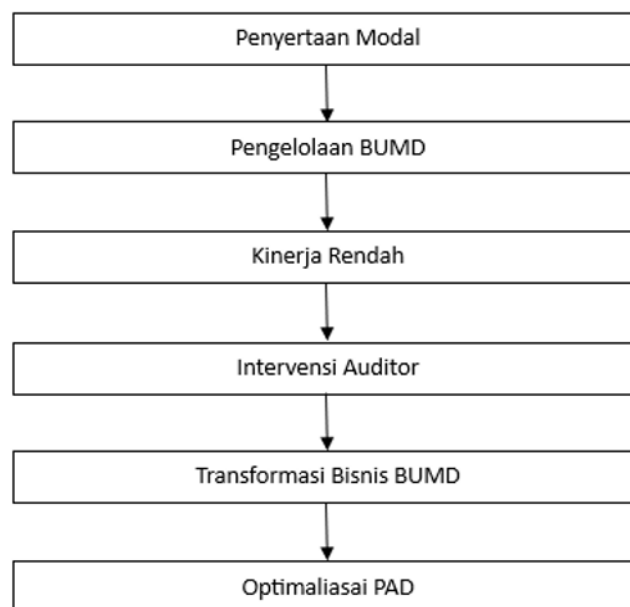 Penyertaan Modal
Pengelolaan BUMD
Kinerja Rendah
Intervensi Auditor
Transformasi Bisnis BUMD
Optimaliasai PAD